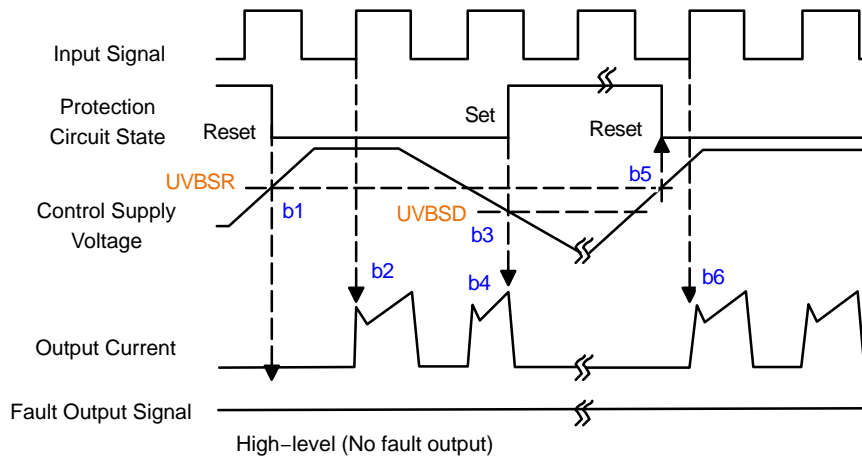 Input Signal
Protection
Circuit State
Reset
Set
Reset
UVBSR
b1
b5
Control Supply
Voltage
UVBSD
b3
b2
b4
b6
Output Current
Fault Output Signal
High−level (No fault output)